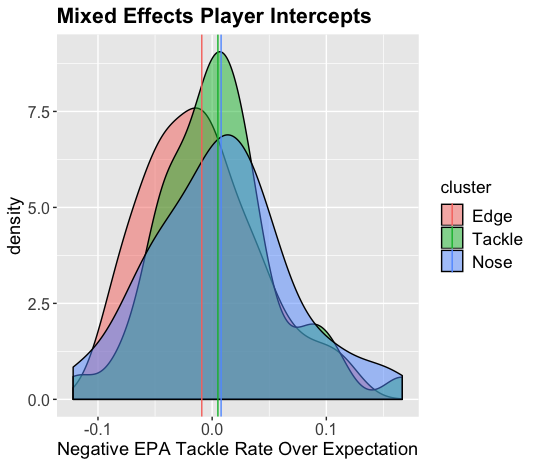 Mixed Effects Player Intercepts
density
7.5
5.0
2.5
0.0
-0.1
0.0
0.1
Negative EPA Tackle Rate Over Expectation
cluster
Edge
Tackle
Nose